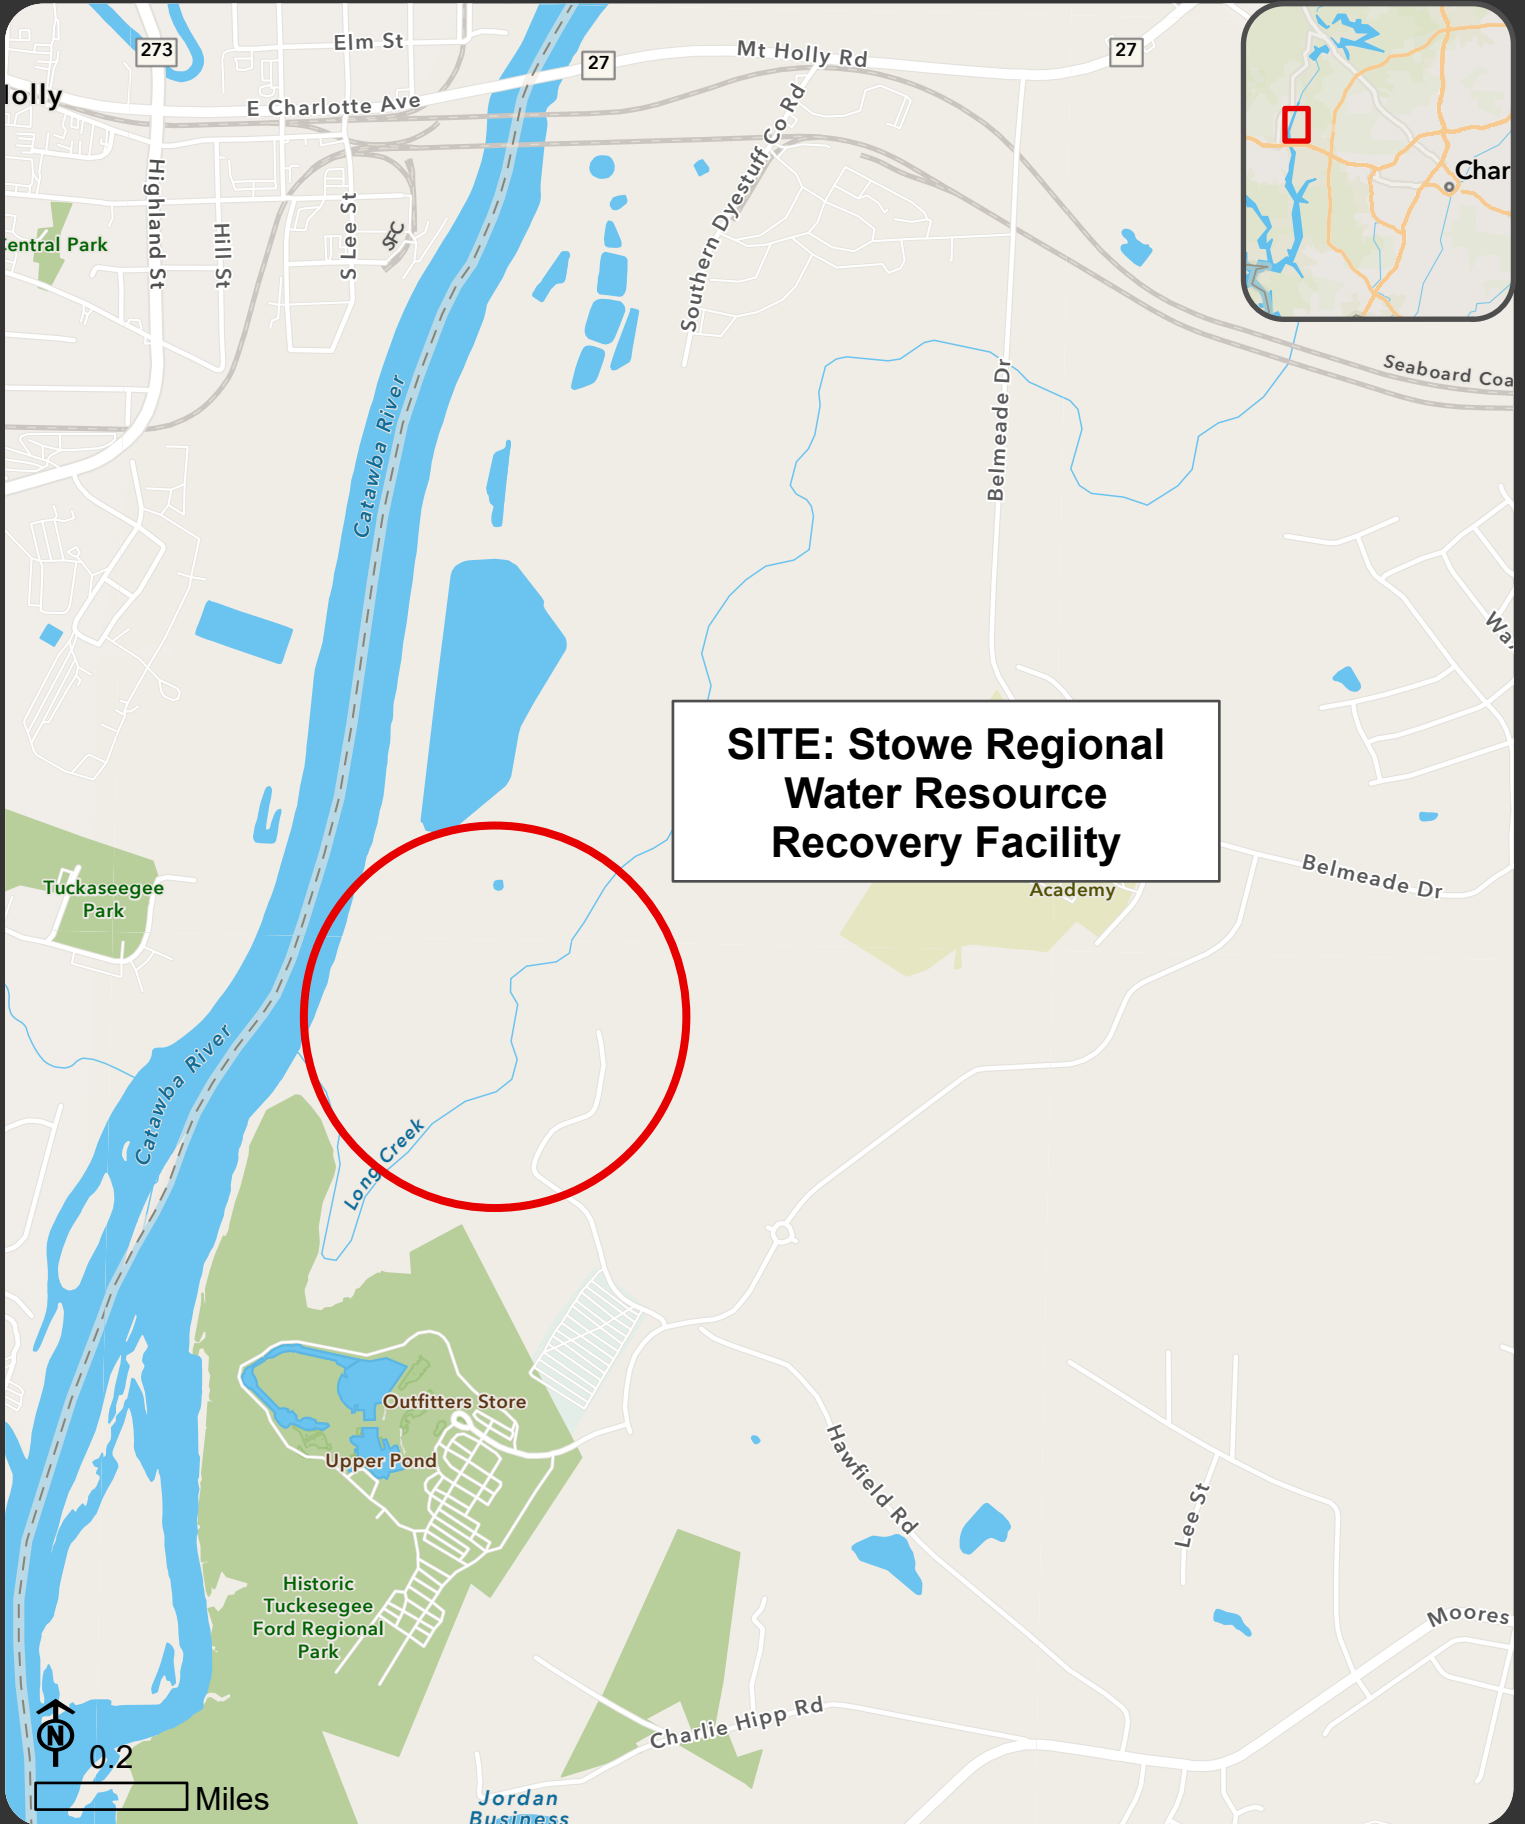 273
Elm St
27
Mt Holly Rd
27
olly
E Charlotte Ave
Char
Highland St
Hill St
S Lee St
SFC
Southern Dyestuff Co Rd
entral Park
Seaboard Coa
Belmeade Dr
Catawba River
SITE: Stowe Regional
Water Resource
Recovery Facility
Tuckaseegee
Park
Academy
Belmeade Dr
Catawba River
Long Creek
Outfitters Store
Upper Pond
Hawfield Rd
Lee St
Historic
Tuckesegee
Ford Regional
Park
Moores
Charlie Hipp Rd
N
0.2
Miles
Jordan
Business